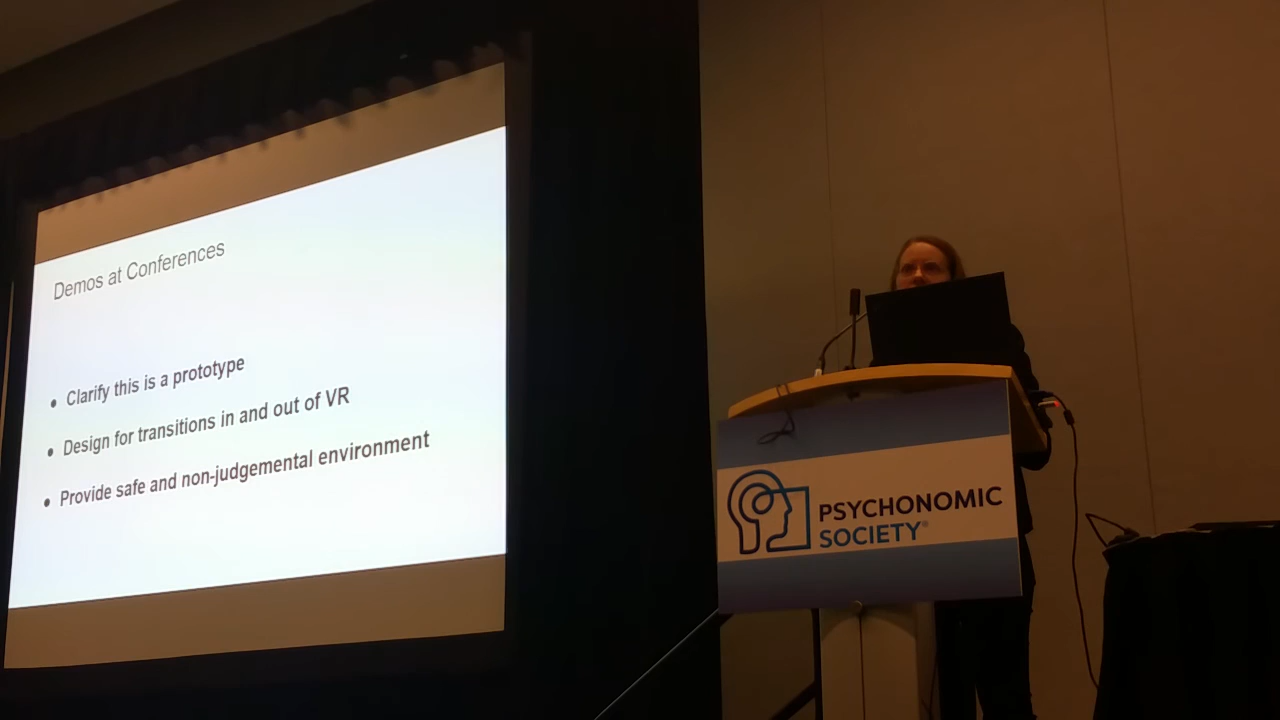 Demos at Conferences
• Clarify this is a prototype
• Design for transitions in and out of VR
• Provide safe and non-judgemental environment
PSYCHONOMIC
SOCIETY®